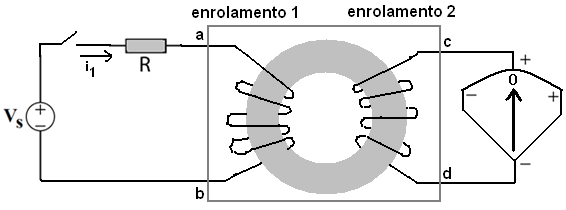 enrolamento 1 enrolamento 2
a
c
i1
R
+
0
− +
+
Vs
−
b
d
−